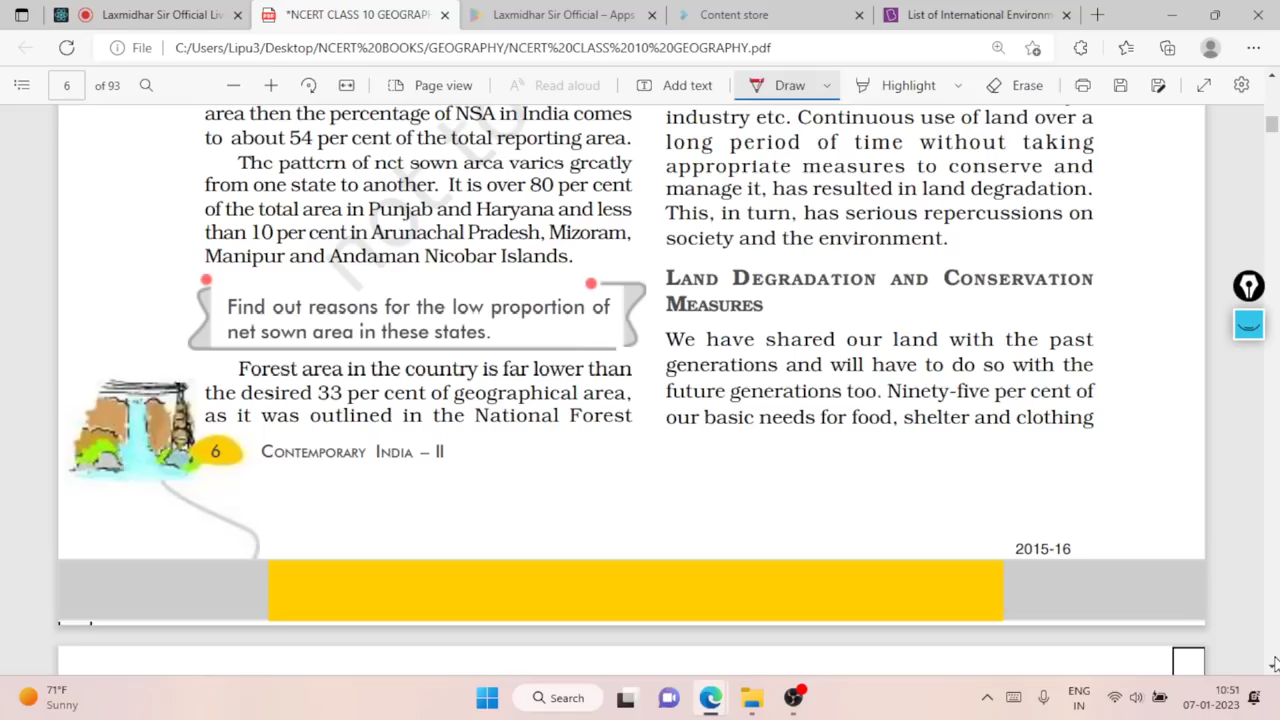 Laxmidhar Sir Official Liv
*NCERT CLASS 10 GEOGRAPH
Laxmidhar Sir Official – Apps
Content store
List of International Environm
File
C:/Users/Lipu3/Desktop/NCERT%20BOOKS/GEOGRAPHY/NCERT%20CLASS%2010%20GEOGRAPHY.pdf
6
of 93
Page view
Read aloud
Add text
Draw
Highlight
Erase
area then the percentage of NSA in India comes
to about 54 per cent of the total reporting area.
The pattern of net sown area varies greatly
from one state to another. It is over 80 per cent
of the total area in Punjab and Haryana and less
than 10 per cent in Arunachal Pradesh, Mizoram,
Manipur and Andaman Nicobar Islands.
not to
Find out reasons for the low proportion of
net sown area in these states.
Forest area in the country is far lower than
the desired 33 per cent of geographical area,
as it was outlined in the National Forest
6
CONTEMPORARY INDIA – II
industry etc. Continuous use of land over a
long period of time without taking
appropriate measures to conserve and
manage it, has resulted in land degradation.
This, in turn, has serious repercussions on
society and the environment.
LAND DEGRADATION AND CONSERVATION
MEASURES
We have shared our land with the past
generations and will have to do so with the
future generations too. Ninety-five per cent of
our basic needs for food, shelter and clothing
2015-16
71°F
Sunny
Search
ENG
IN
10:51
07-01-2023